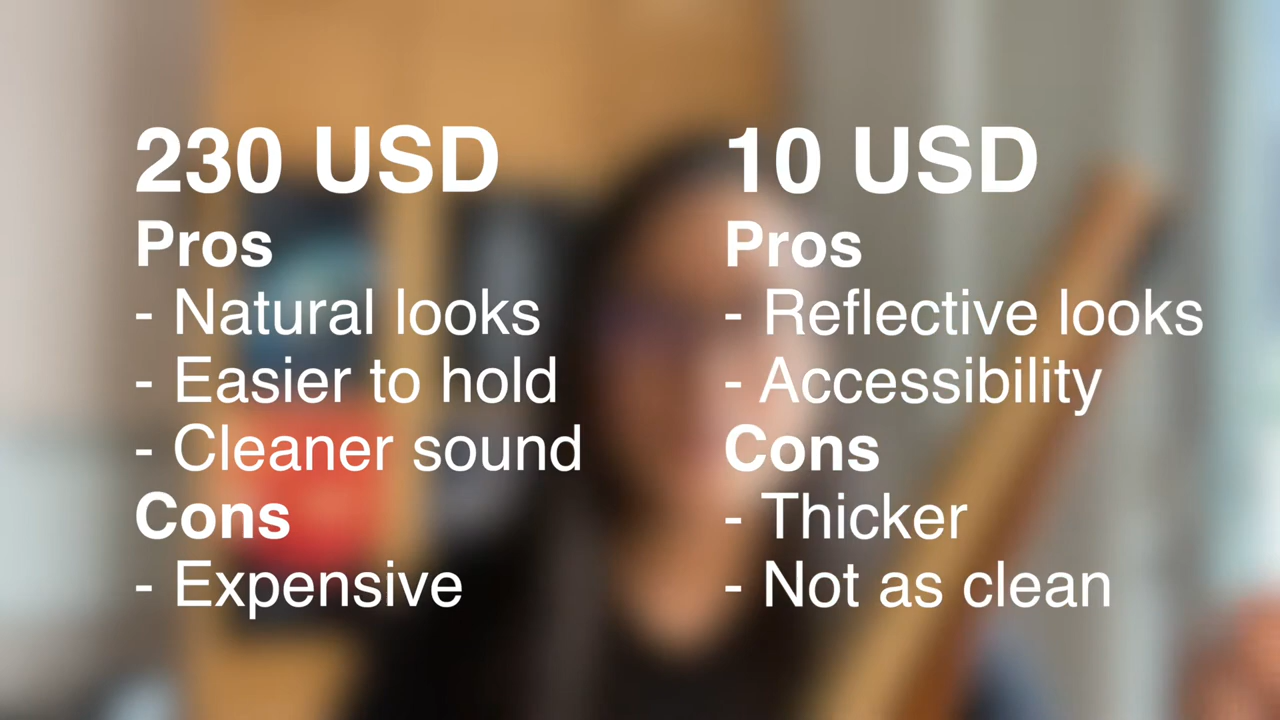 230 USD
Pros
- Natural looks
- Easier to hold
- Cleaner sound
Cons
- Expensive
10 USD
Pros
- Reflective looks
- Accessibility
Cons
- Thicker
- Not as clean